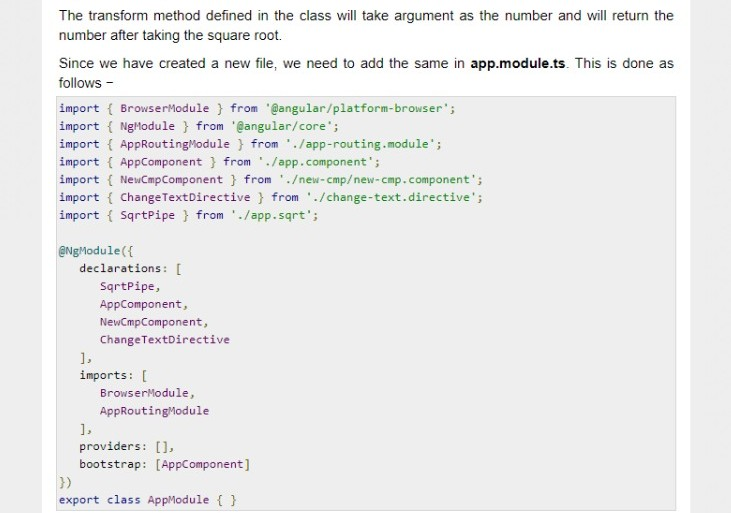 The transform method defined in the class will take argument as the number and will return the
number after taking the square root.
Since we have created a new file, we need to add the same in app.module.ts. This is done as
follows −
import { BrowserModule } from '@angular/platform-browser';
import { NgModule } from '@angular/core';
import { AppRoutingModule } from './app-routing.module';
import { AppComponent } from './app.component';
import { NewCmpComponent } from './new-cmp/new-cmp.component';
import { ChangeTextDirective } from './change-text.directive';
import { SqrtPipe } from './app.sqrt';
@NgModule({
declarations: [
SqrtPipe,
AppComponent,
NewCmpComponent,
ChangeTextDirective
],
imports: [
BrowserModule,
AppRoutingModule
],
providers: [],
bootstrap: [AppComponent]
})
export class AppModule { }